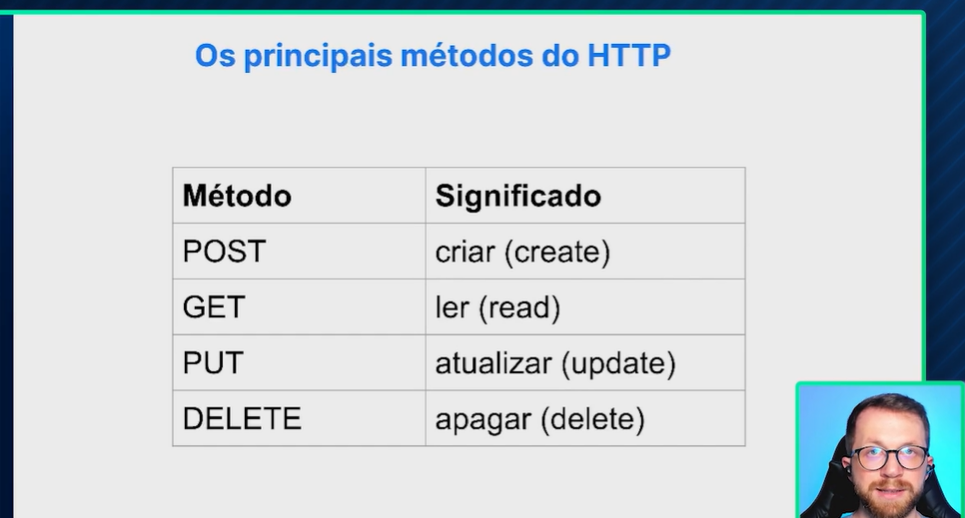 Os principais métodos do HTTP
Método Significado
POST criar (create)
GET ler (read)
PUT atualizar (update)
DELETE apagar (delete)